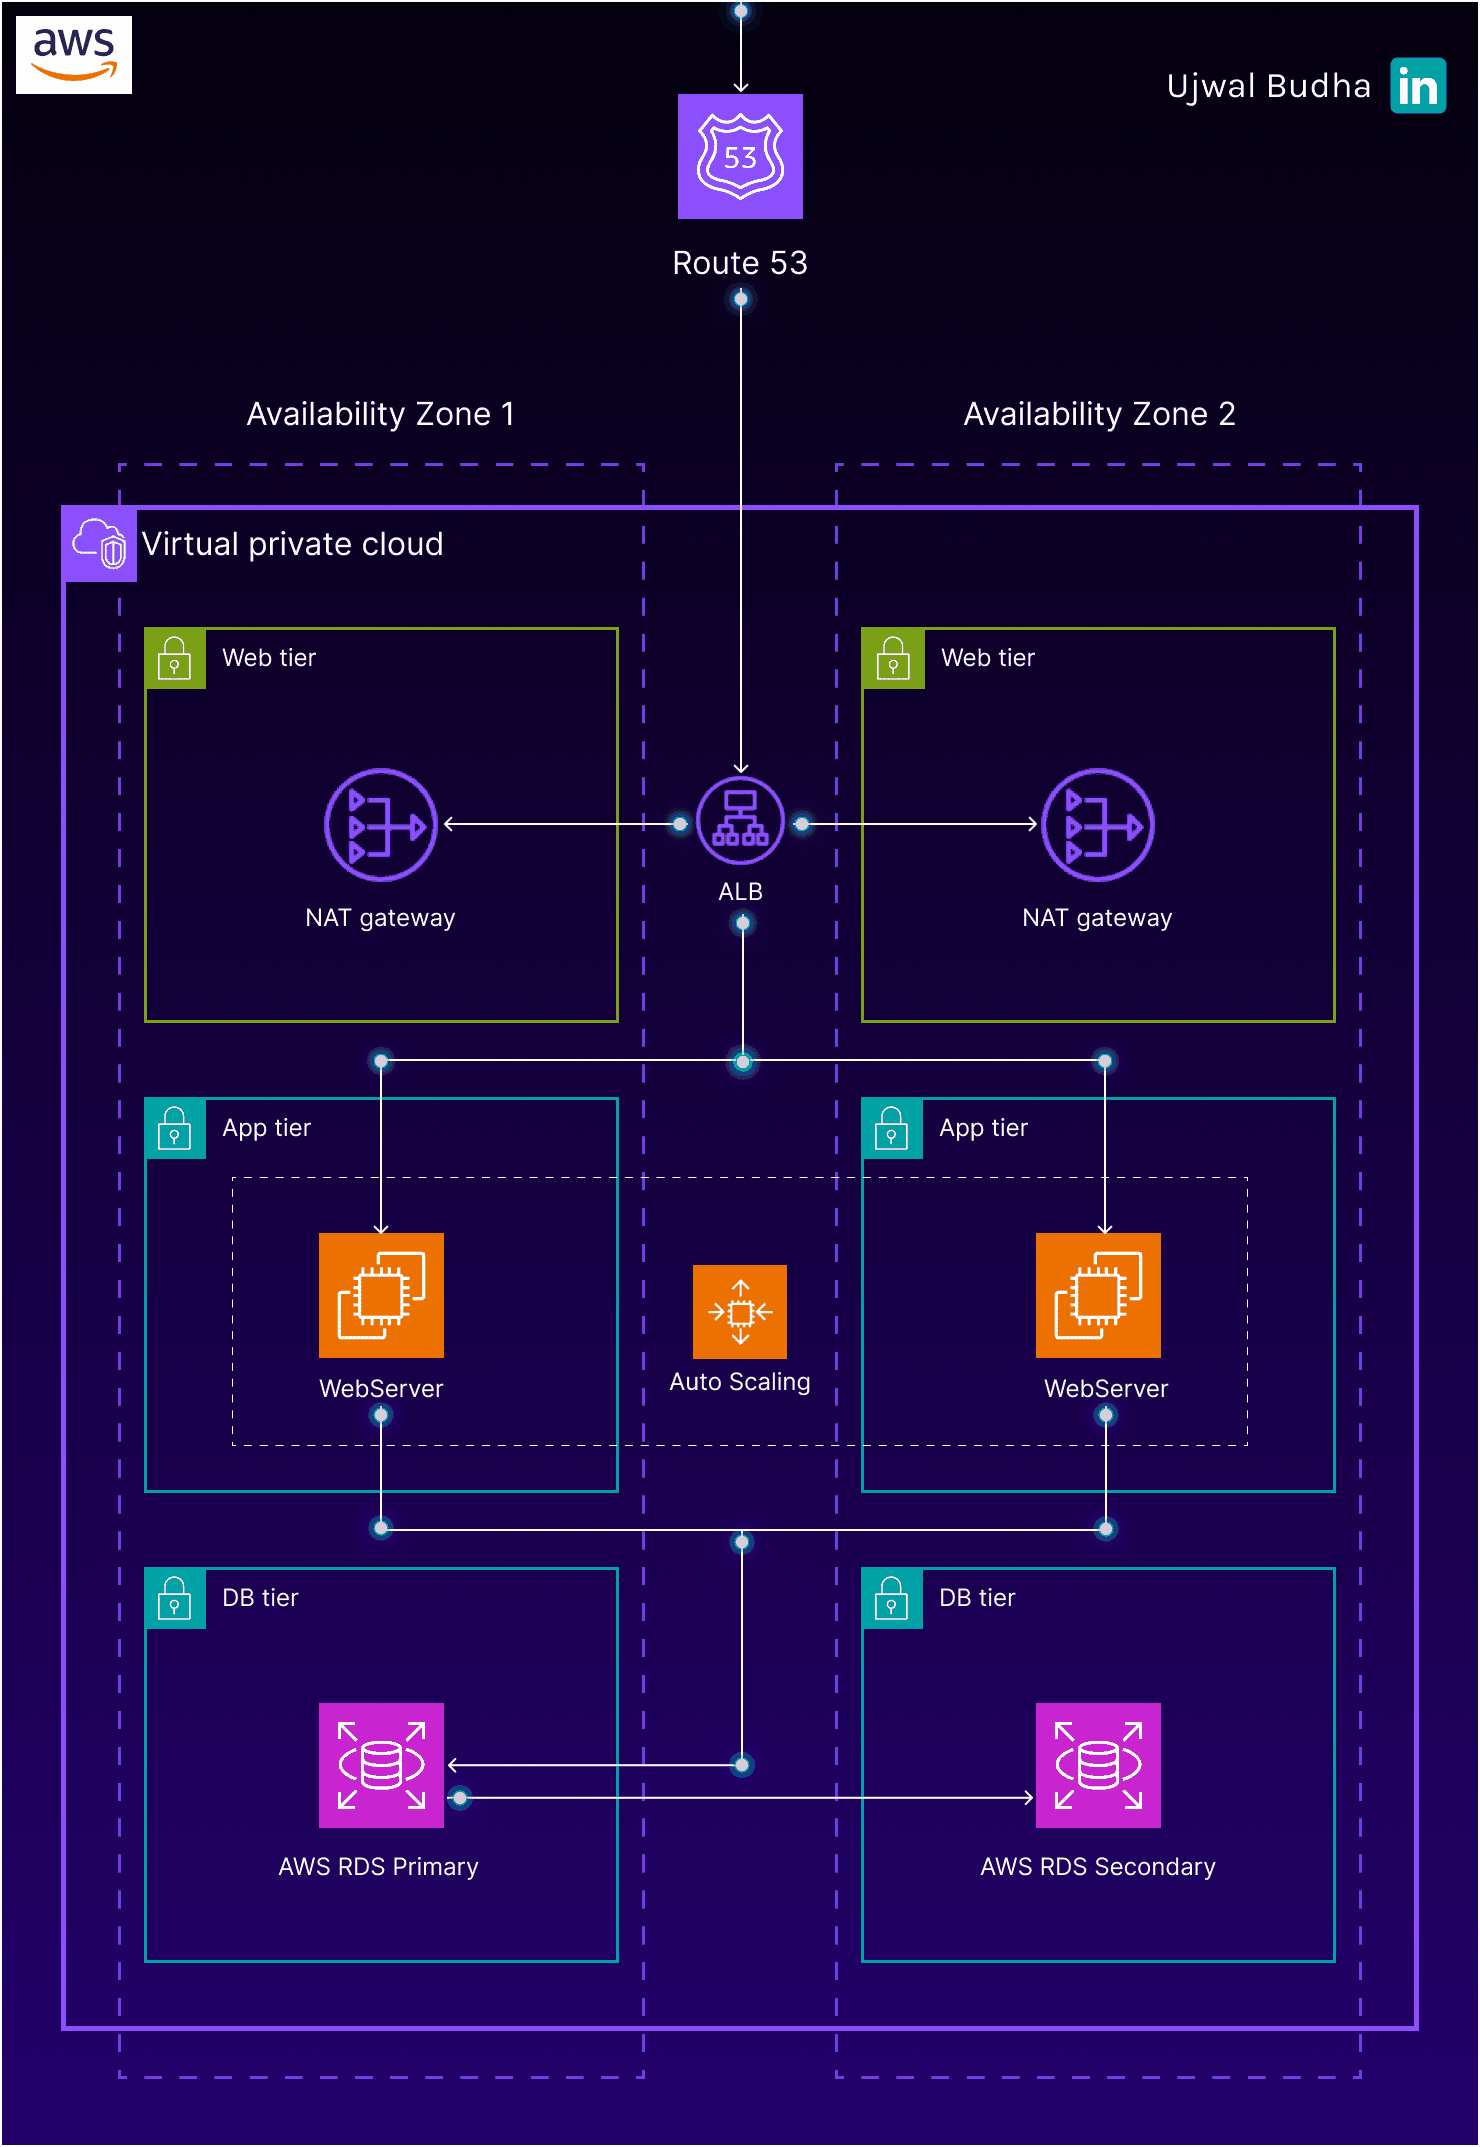 aws
Ujwal Budha in
53
Route 53
Availability Zone 1
Availability Zone 2
Virtual private cloud
Web tier
Web tier
NAT gateway
ALB
NAT gateway
App tier
App tier
WebServer
Auto Scaling
WebServer
DB tier
DB tier
AWS RDS Primary
AWS RDS Secondary